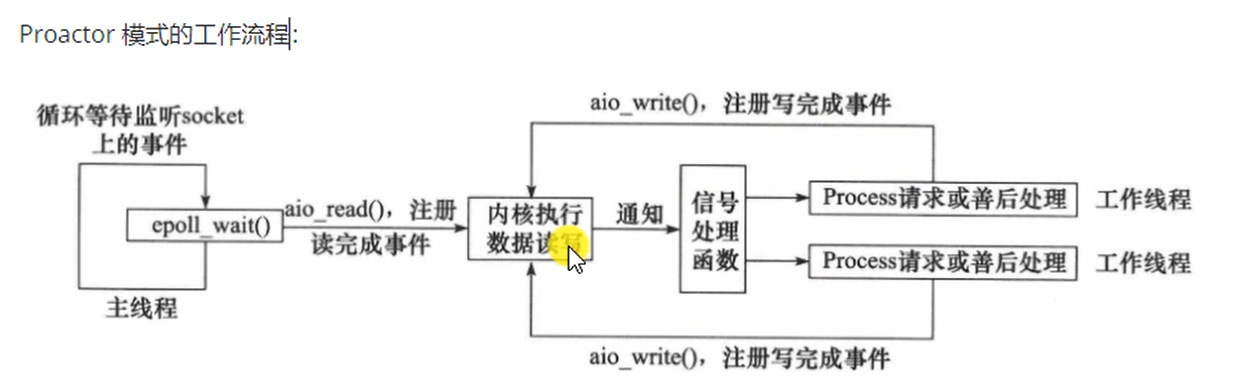 Proactor 模式的工作流程:
aio_write(), 注册写完成事件
循环等待监听socket
上的事件
epoll_wait()
主线程
aio_read(), 注册
读完成事件
内核执行
数据读写
通知
信号
处理
函数
Process请求或善后处理 工作线程
Process请求或善后处理 工作线程
aio_write(), 注册写完成事件